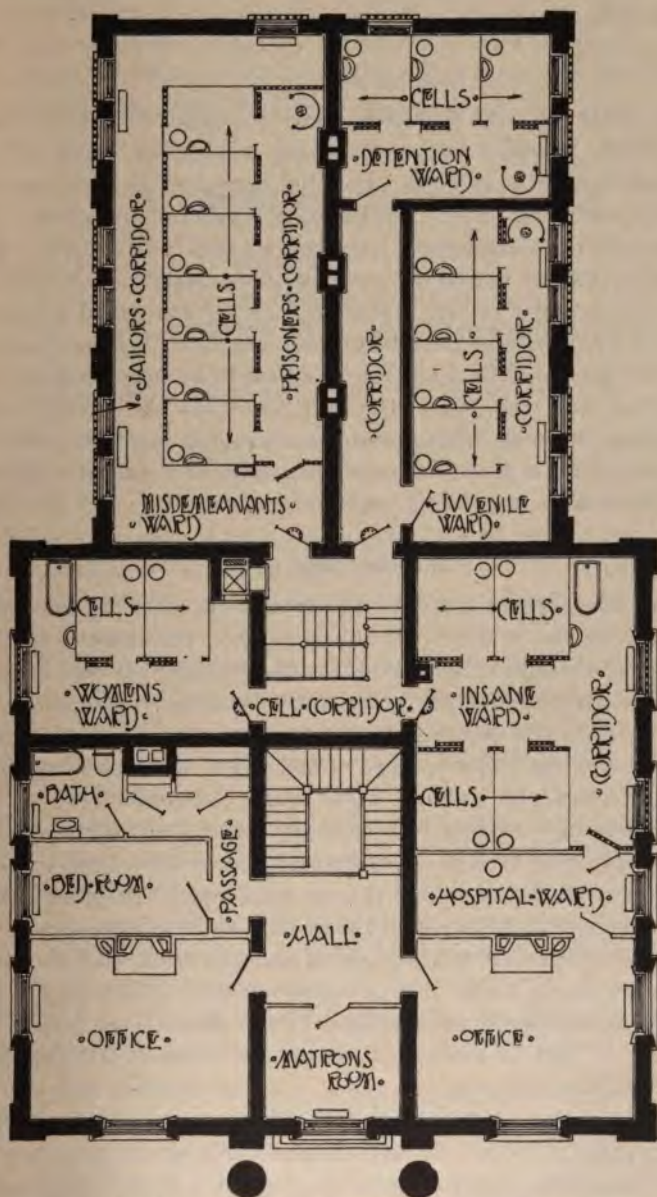 ·CELLS·
·DETENTION
WARD·
·JAILORS·CORRIDOR·
·CELLS·
·PRISONERS·CORRIDOR·
·CORRIDOR·
·CELLS·
·CORRIDOR·
MISDEMEANANTS·
·WARD·
·JUVENILE
WARD·
·CELLS·
·CELLS·
·WOMENS
WARD·
·CELL·CORRIDOR·
·INSANE
WARD·
·CORRIDOR·
·CELLS·
·BATH·
·BED·ROOM·
·PASSAGE·
·HALL·
·HOSPITAL·WARD·
·OFFICE·
·MATRONS
ROOM·
·OFFICE·